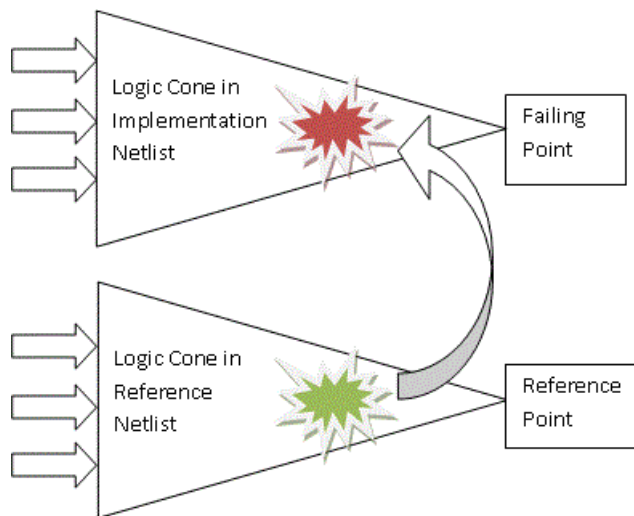 Logic Cone in
Implementation
Netlist
Failing
Point
Logic Cone in
Reference
Netlist
Reference
Point